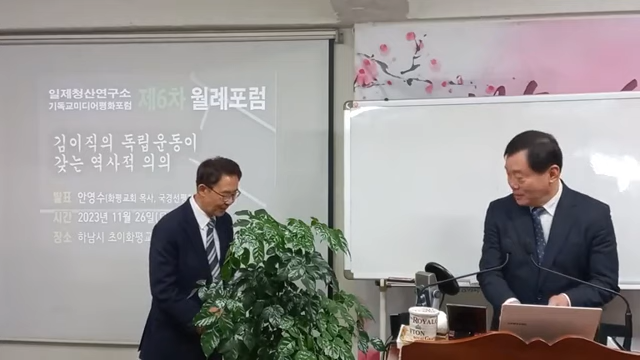 일제청산연구소
기독교미디어평화포럼
제6차 월례포럼
김이직의 독립운동이
갖는 역사적 의의
발표 안영수(화평교회 목사, 국경선평
시간 2023년 11월 26일(
장소 하남시 초이화평교
ROYAL